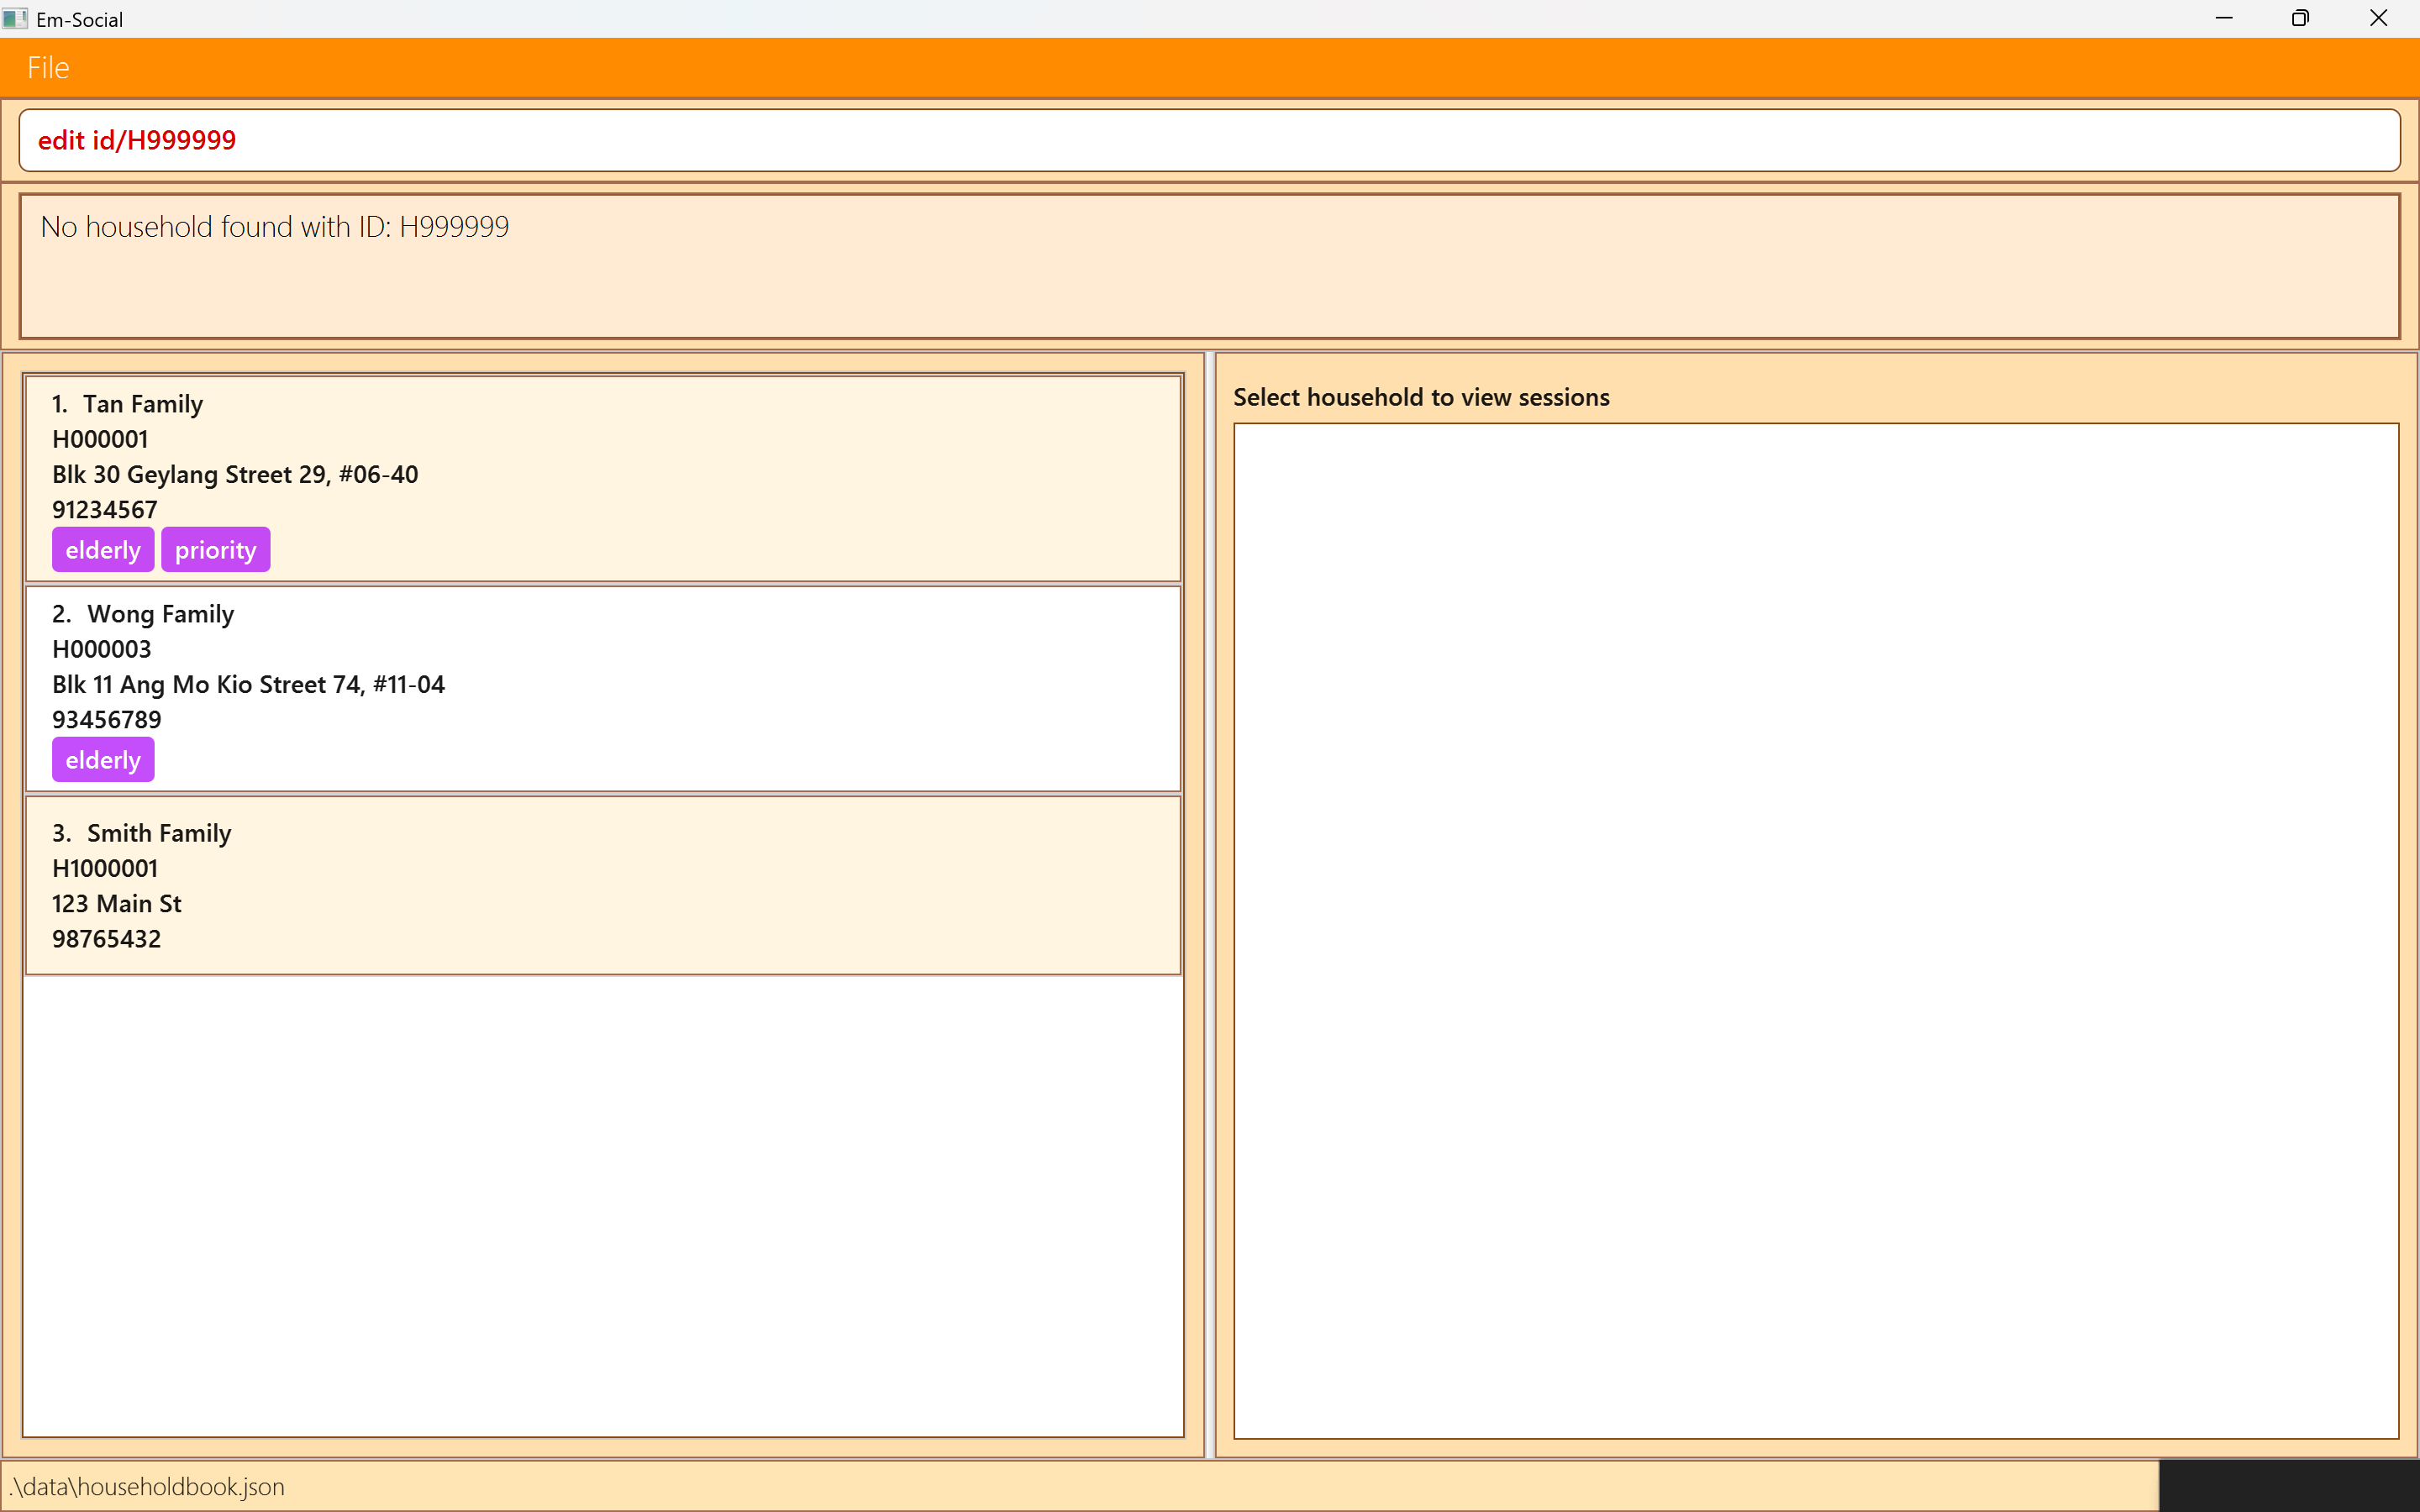 Em-Social
File
edit id/H999999
No household found with ID: H999999
1. Tan Family
H000001
Blk 30 Geylang Street 29, #06-40
91234567
elderly priority
2. Wong Family
H000003
Blk 11 Ang Mo Kio Street 74, #11-04
93456789
elderly
3. Smith Family
H1000001
123 Main St
98765432
Select household to view sessions
.\data\householdbook.json